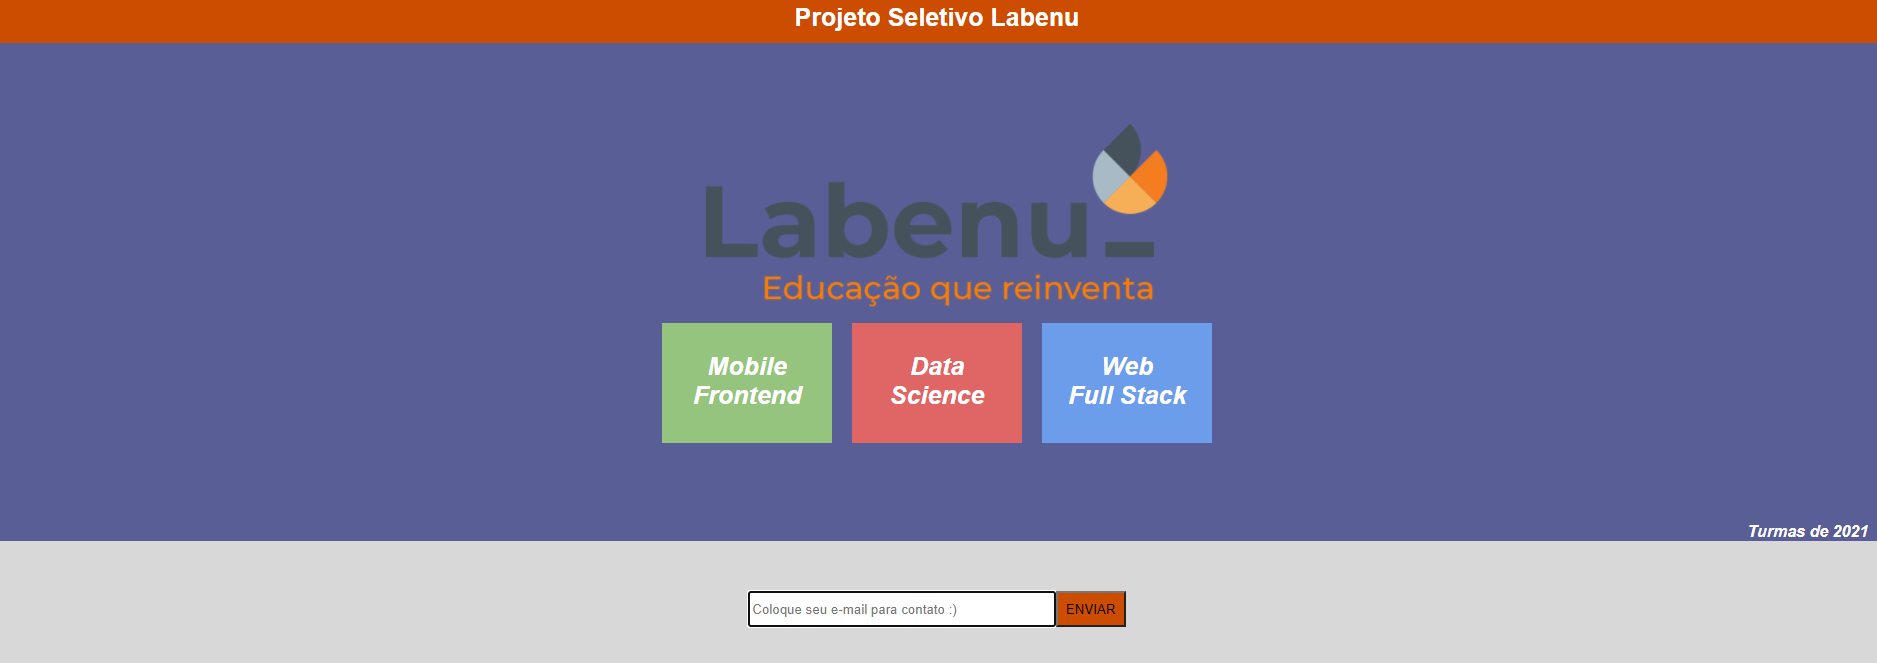 Projeto Seletivo Labenu
Labenu_
Educação que reinventa
Mobile
Frontend
Data
Science
Web
Full Stack
Turmas de 2021
Coloque seu e-mail para contato :)
ENVIAR